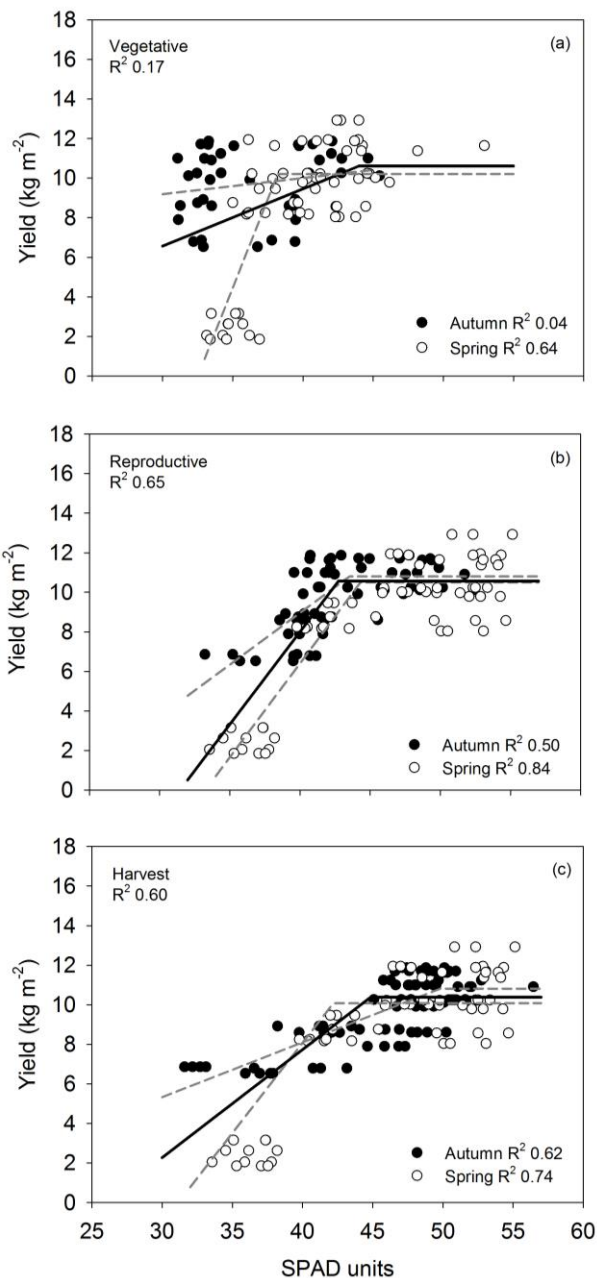 Vegetative
R² 0.17
(a)
18
16
14
12
10
8
6
4
2
0
Yield (kg m⁻²)
Autumn R² 0.04
Spring R² 0.64
Reproductive
R² 0.65
(b)
18
16
14
12
10
8
6
4
2
0
Yield (kg m⁻²)
Autumn R² 0.50
Spring R² 0.84
Harvest
R² 0.60
(c)
18
16
14
12
10
8
6
4
2
0
Yield (kg m⁻²)
Autumn R² 0.62
Spring R² 0.74
25 30 35 40 45 50 55 60
SPAD units